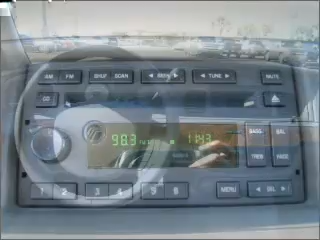 AM FM SCAN SEEK TUNE MUTE
CD
98.3 11:43 BASS BAL
TREB FADE
1 2 3 4 5 6 MENU SEL